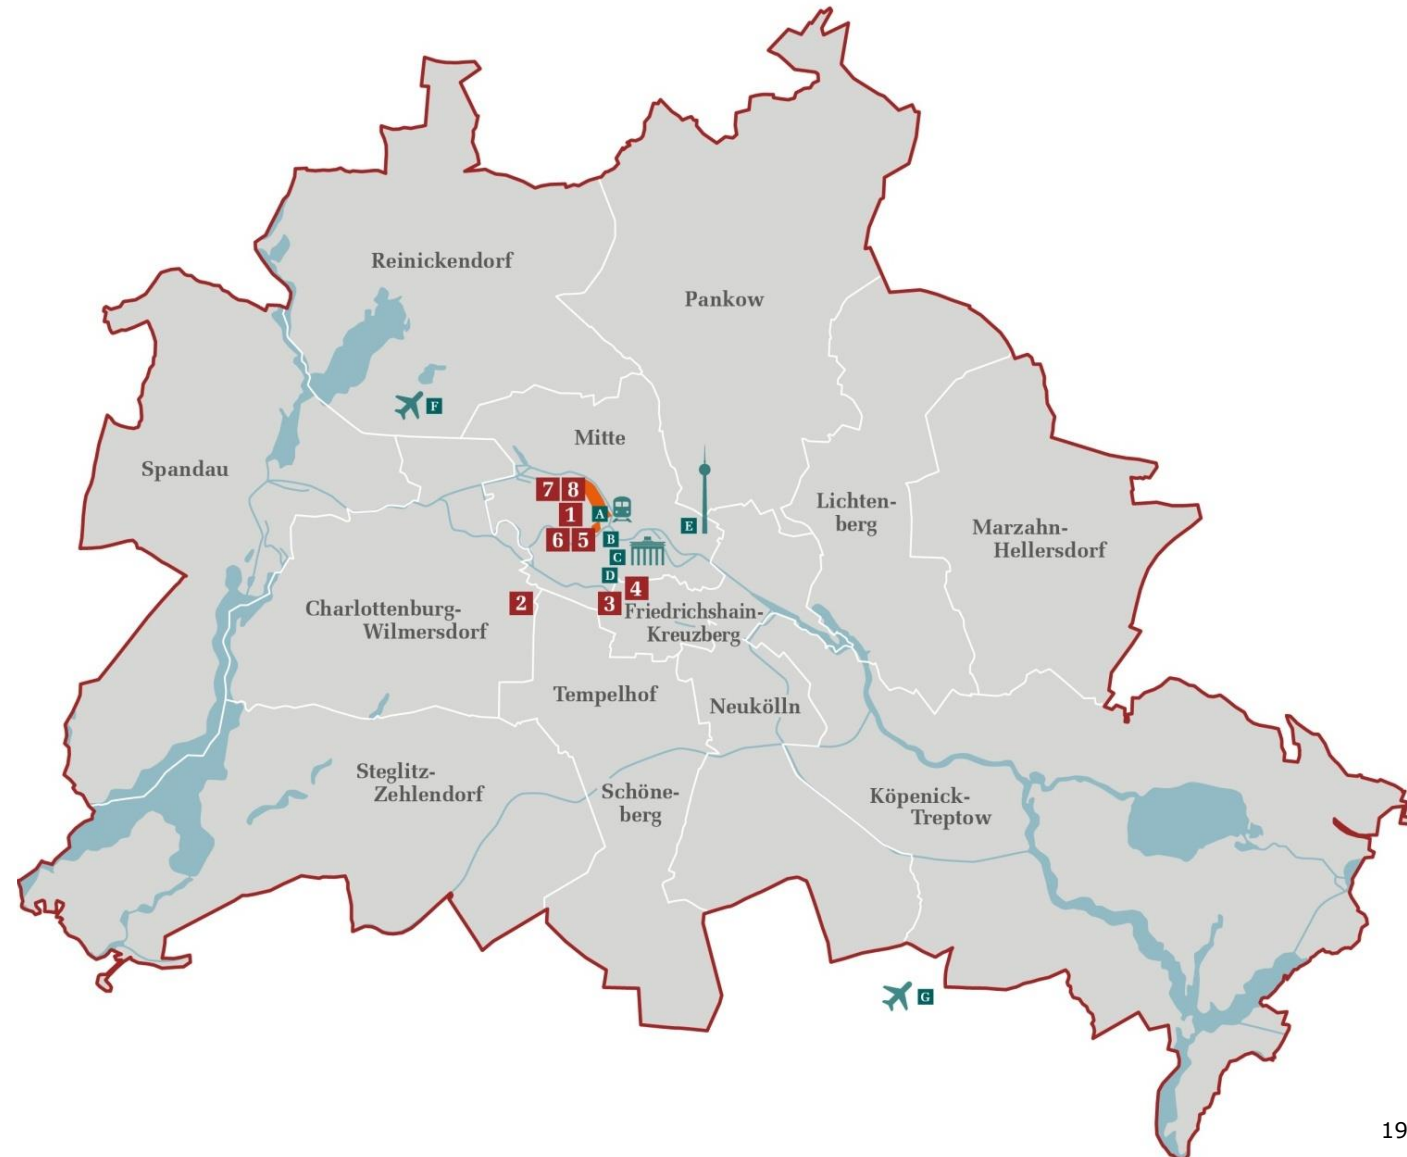 Reinickendorf
Pankow
F
Mitte
Spandau
7 8
1 A
E
6 5 B
C
D
Lichten-
berg
Marzahn-
Hellersdorf
2
3
4
Charlottenburg-
Wilmersdorf
Friedrichshain-
Kreuzberg
Tempelhof
Neukölln
Steglitz-
Zehlendorf
Schöne-
berg
Köpenick-
Treptow
G
19